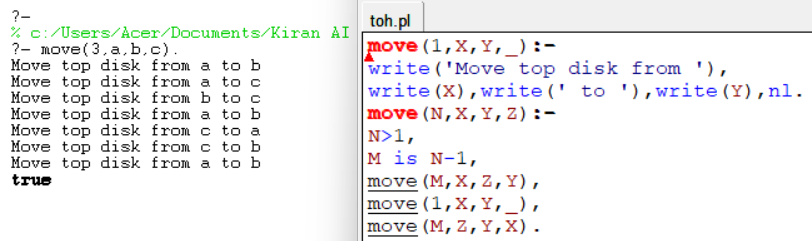 ?-
% c:/Users/Acer/Documents/Kiran AI
?- move(3,a,b,c).
Move top disk from a to b
Move top disk from a to c
Move top disk from b to c
Move top disk from a to b
Move top disk from c to a
Move top disk from c to b
Move top disk from a to b
true
toh.pl
move(1,X,Y,_):-
write('Move top disk from '),
write(X),write(' to '),write(Y),nl.
move(N,X,Y,Z):-
N>1,
M is N-1,
move(M,X,Z,Y),
move(1,X,Y,_),
move(M,Z,Y,X).